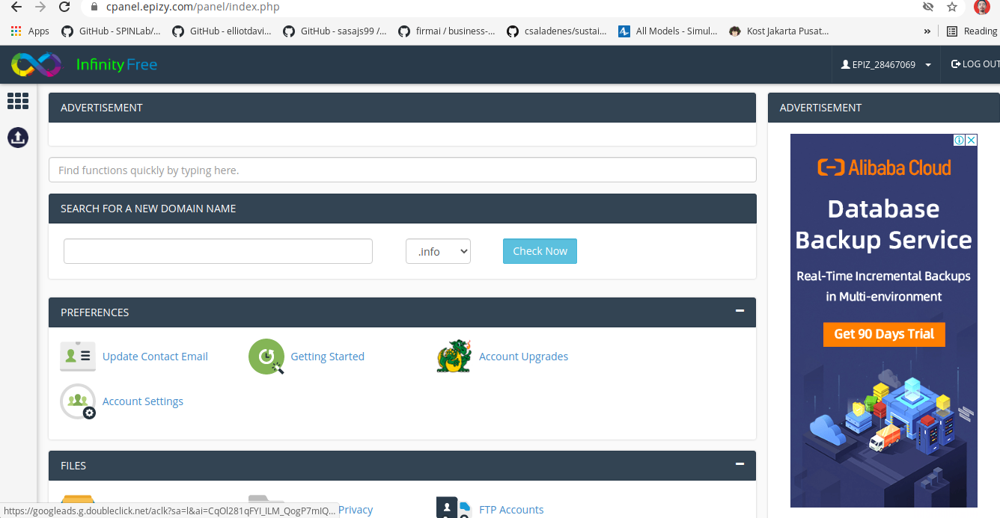 cpanel.epizy.com/panel/index.php
Apps GitHub - SPINLab/... GitHub - elliotdavi... GitHub - sasajs99 /... firmai / business-... csaladenes/sustai... All Models - Simul... Kost Jakarta Pusat... » Reading
InfinityFree EPIZ_28467069 LOG OUT
ADVERTISEMENT
Find functions quickly by typing here.
SEARCH FOR A NEW DOMAIN NAME
.info Check Now
PREFERENCES
Update Contact Email Getting Started Account Upgrades
Account Settings
FILES
Privacy FTP Accounts
https://googleads.g.doubleclick.net/aclk?sa=l&ai=CqOl281qFYI_ILM_QogP7mIQ...
ADVERTISEMENT
Alibaba Cloud
Database
Backup Service
Real-Time Incremental Backups
in Multi-environment
Get 90 Days Trial